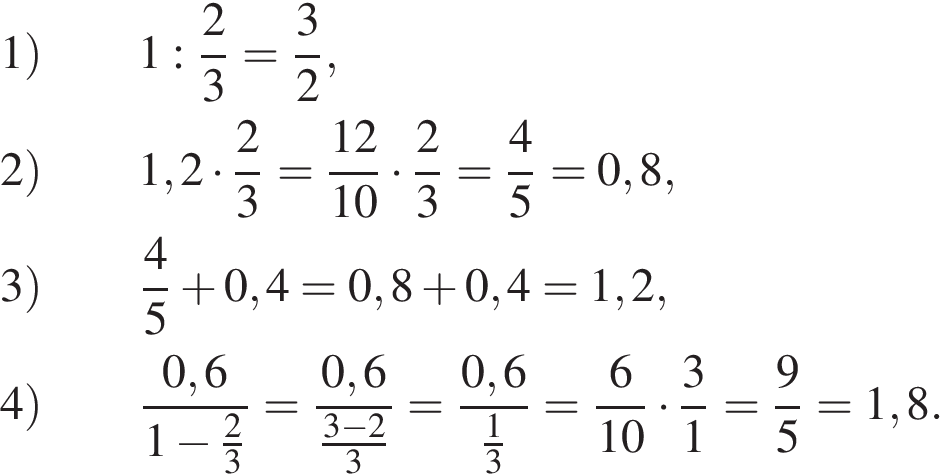 1) 1 : 2/3 = 3/2,
2) 1,2 · 2/3 = 12/10 · 2/3 = 4/5 = 0,8,
3) 4/5 + 0,4 = 0,8 + 0,4 = 1,2,
4) 0,6/(1 − 2/3) = 0,6/((3−2)/3) = 0,6/(1/3) = 6/10 · 3/1 = 9/5 = 1,8.